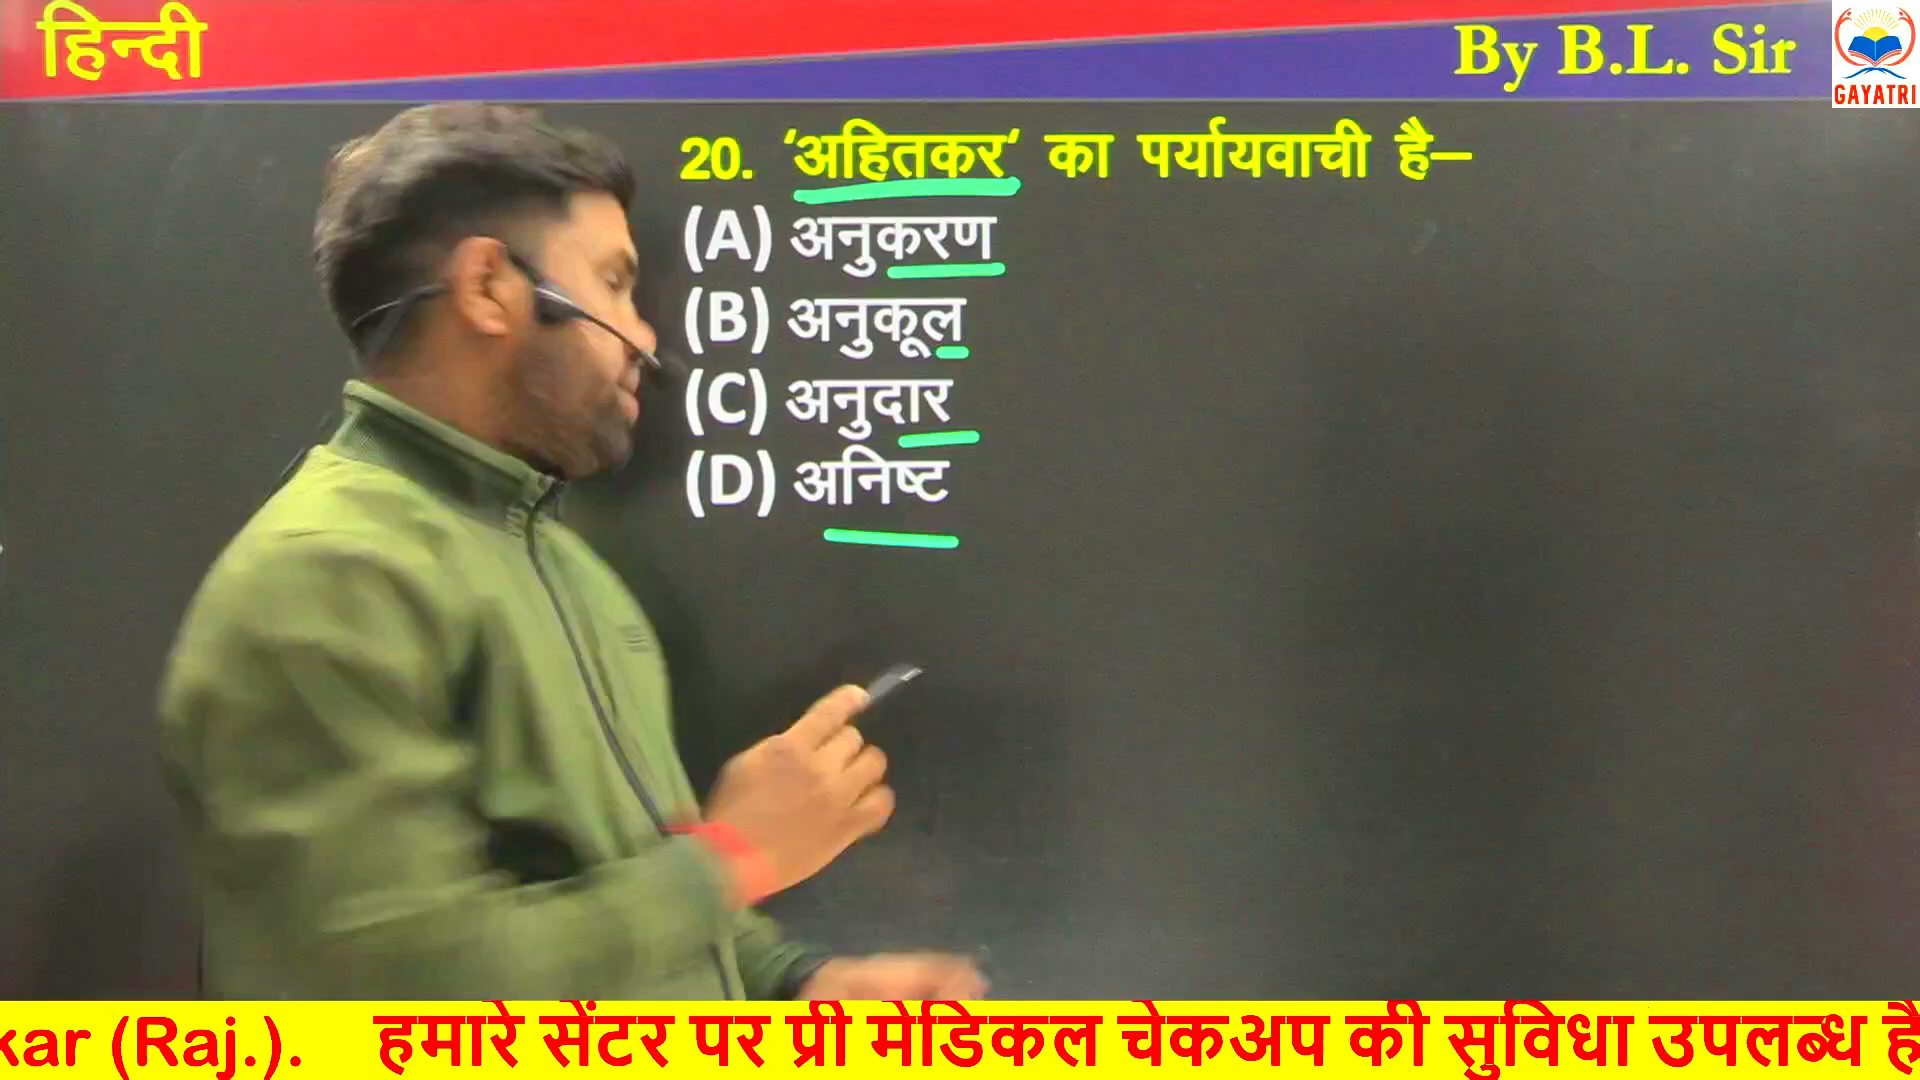 हिन्दी
By B.L. Sir
GAYATRI
20. ‘अहितकर‘ का पर्यायवाची है–
(A) अनुकरण
(B) अनुकूल
(C) अनुदार
(D) अनिष्ट
kar (Raj.). हमारे सेंटर पर प्री मेडिकल चेकअप की सुविधा उपलब्ध है